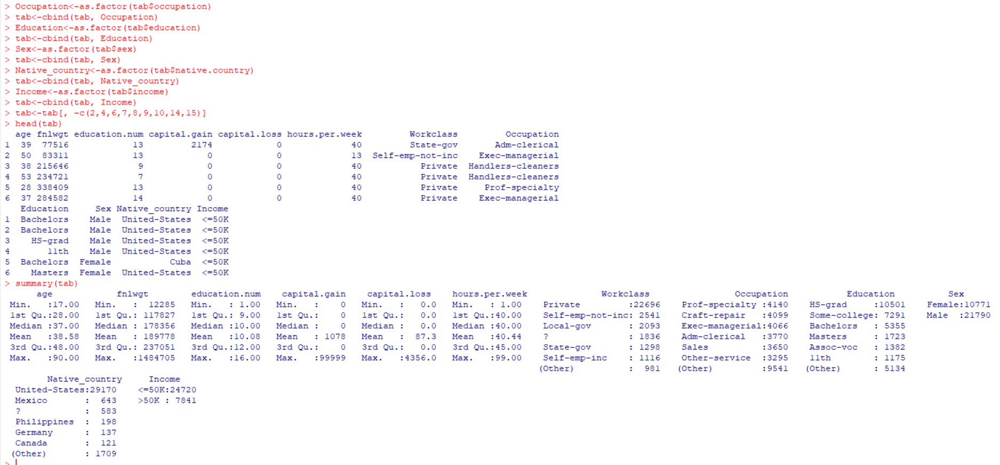 > Occupation<-as.factor(tab$occupation)
> tab<-cbind(tab, Occupation)
> Education<-as.factor(tab$education)
> tab<-cbind(tab, Education)
> Sex<-as.factor(tab$sex)
> tab<-cbind(tab, Sex)
> Native_country<-as.factor(tab$native.country)
> tab<-cbind(tab, Native_country)
> Income<-as.factor(tab$income)
> tab<-cbind(tab, Income)
> tab<-tab[, -c(2,4,6,7,8,9,10,14,15)]
> head(tab)
  age fnlwgt education.num capital.gain capital.loss hours.per.week         Workclass         Occupation
1  39  77516            13         2174            0             40         State-gov       Adm-clerical
2  50  83311            13            0            0             13  Self-emp-not-inc    Exec-managerial
3  38 215646             9            0            0             40           Private  Handlers-cleaners
4  53 234721             7            0            0             40           Private  Handlers-cleaners
5  28 338409            13            0            0             40           Private     Prof-specialty
6  37 284582            14            0            0             40           Private    Exec-managerial
   Education     Sex Native_country Income
1  Bachelors    Male  United-States  <=50K
2  Bachelors    Male  United-States  <=50K
3    HS-grad    Male  United-States  <=50K
4       11th    Male  United-States  <=50K
5  Bachelors  Female           Cuba  <=50K
6    Masters  Female  United-States  <=50K
> summary(tab)
      age            fnlwgt        education.num    capital.gain    capital.loss    hours.per.week              Workclass                Occupation           Education          Sex
 Min.   :17.00   Min.   :  12285   Min.   : 1.00   Min.   :    0   Min.   :   0.0   Min.   : 1.00    Private         :22696    Prof-specialty :4140    HS-grad     :10501    Female:10771
 1st Qu.:28.00   1st Qu.: 117827   1st Qu.: 9.00   1st Qu.:    0   1st Qu.:   0.0   1st Qu.:40.00    Self-emp-not-inc: 2541    Craft-repair   :4099    Some-college: 7291    Male  :21790
 Median :37.00   Median : 178356   Median :10.00   Median :    0   Median :   0.0   Median :40.00    Local-gov       : 2093    Exec-managerial:4066    Bachelors   : 5355
 Mean   :38.58   Mean   : 189778   Mean   :10.08   Mean   : 1078   Mean   :  87.3   Mean   :40.44    ?               : 1836    Adm-clerical   :3770    Masters     : 1723
 3rd Qu.:48.00   3rd Qu.: 237051   3rd Qu.:12.00   3rd Qu.:    0   3rd Qu.:   0.0   3rd Qu.:45.00    State-gov       : 1298    Sales          :3650    Assoc-voc   : 1382
 Max.   :90.00   Max.   :1484705   Max.   :16.00   Max.   :99999   Max.   :4356.0   Max.   :99.00    Self-emp-inc    : 1116    Other-service  :3295    11th        : 1175
(Other)          :  981   (Other)         :9541   (Other)      : 5134
        Native_country     Income
  United-States:29170    <=50K:24720
  Mexico       :  643    >50K : 7841
  ?            :  583
  Philippines  :  198
  Germany      :  137
  Canada       :  121
 (Other)       : 1709
>